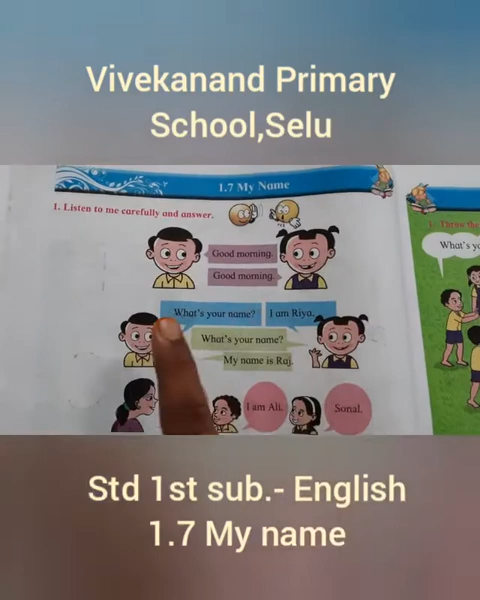 Vivekanand Primary
School,Selu
1.7 My Name
1. Listen to me carefully and answer.
Good morning.
Good morning.
What's your name?
I am Riya.
What's your name?
My name is Raj.
I am Ali.
Sonal.
What's
Std 1st sub.- English
1.7 My name